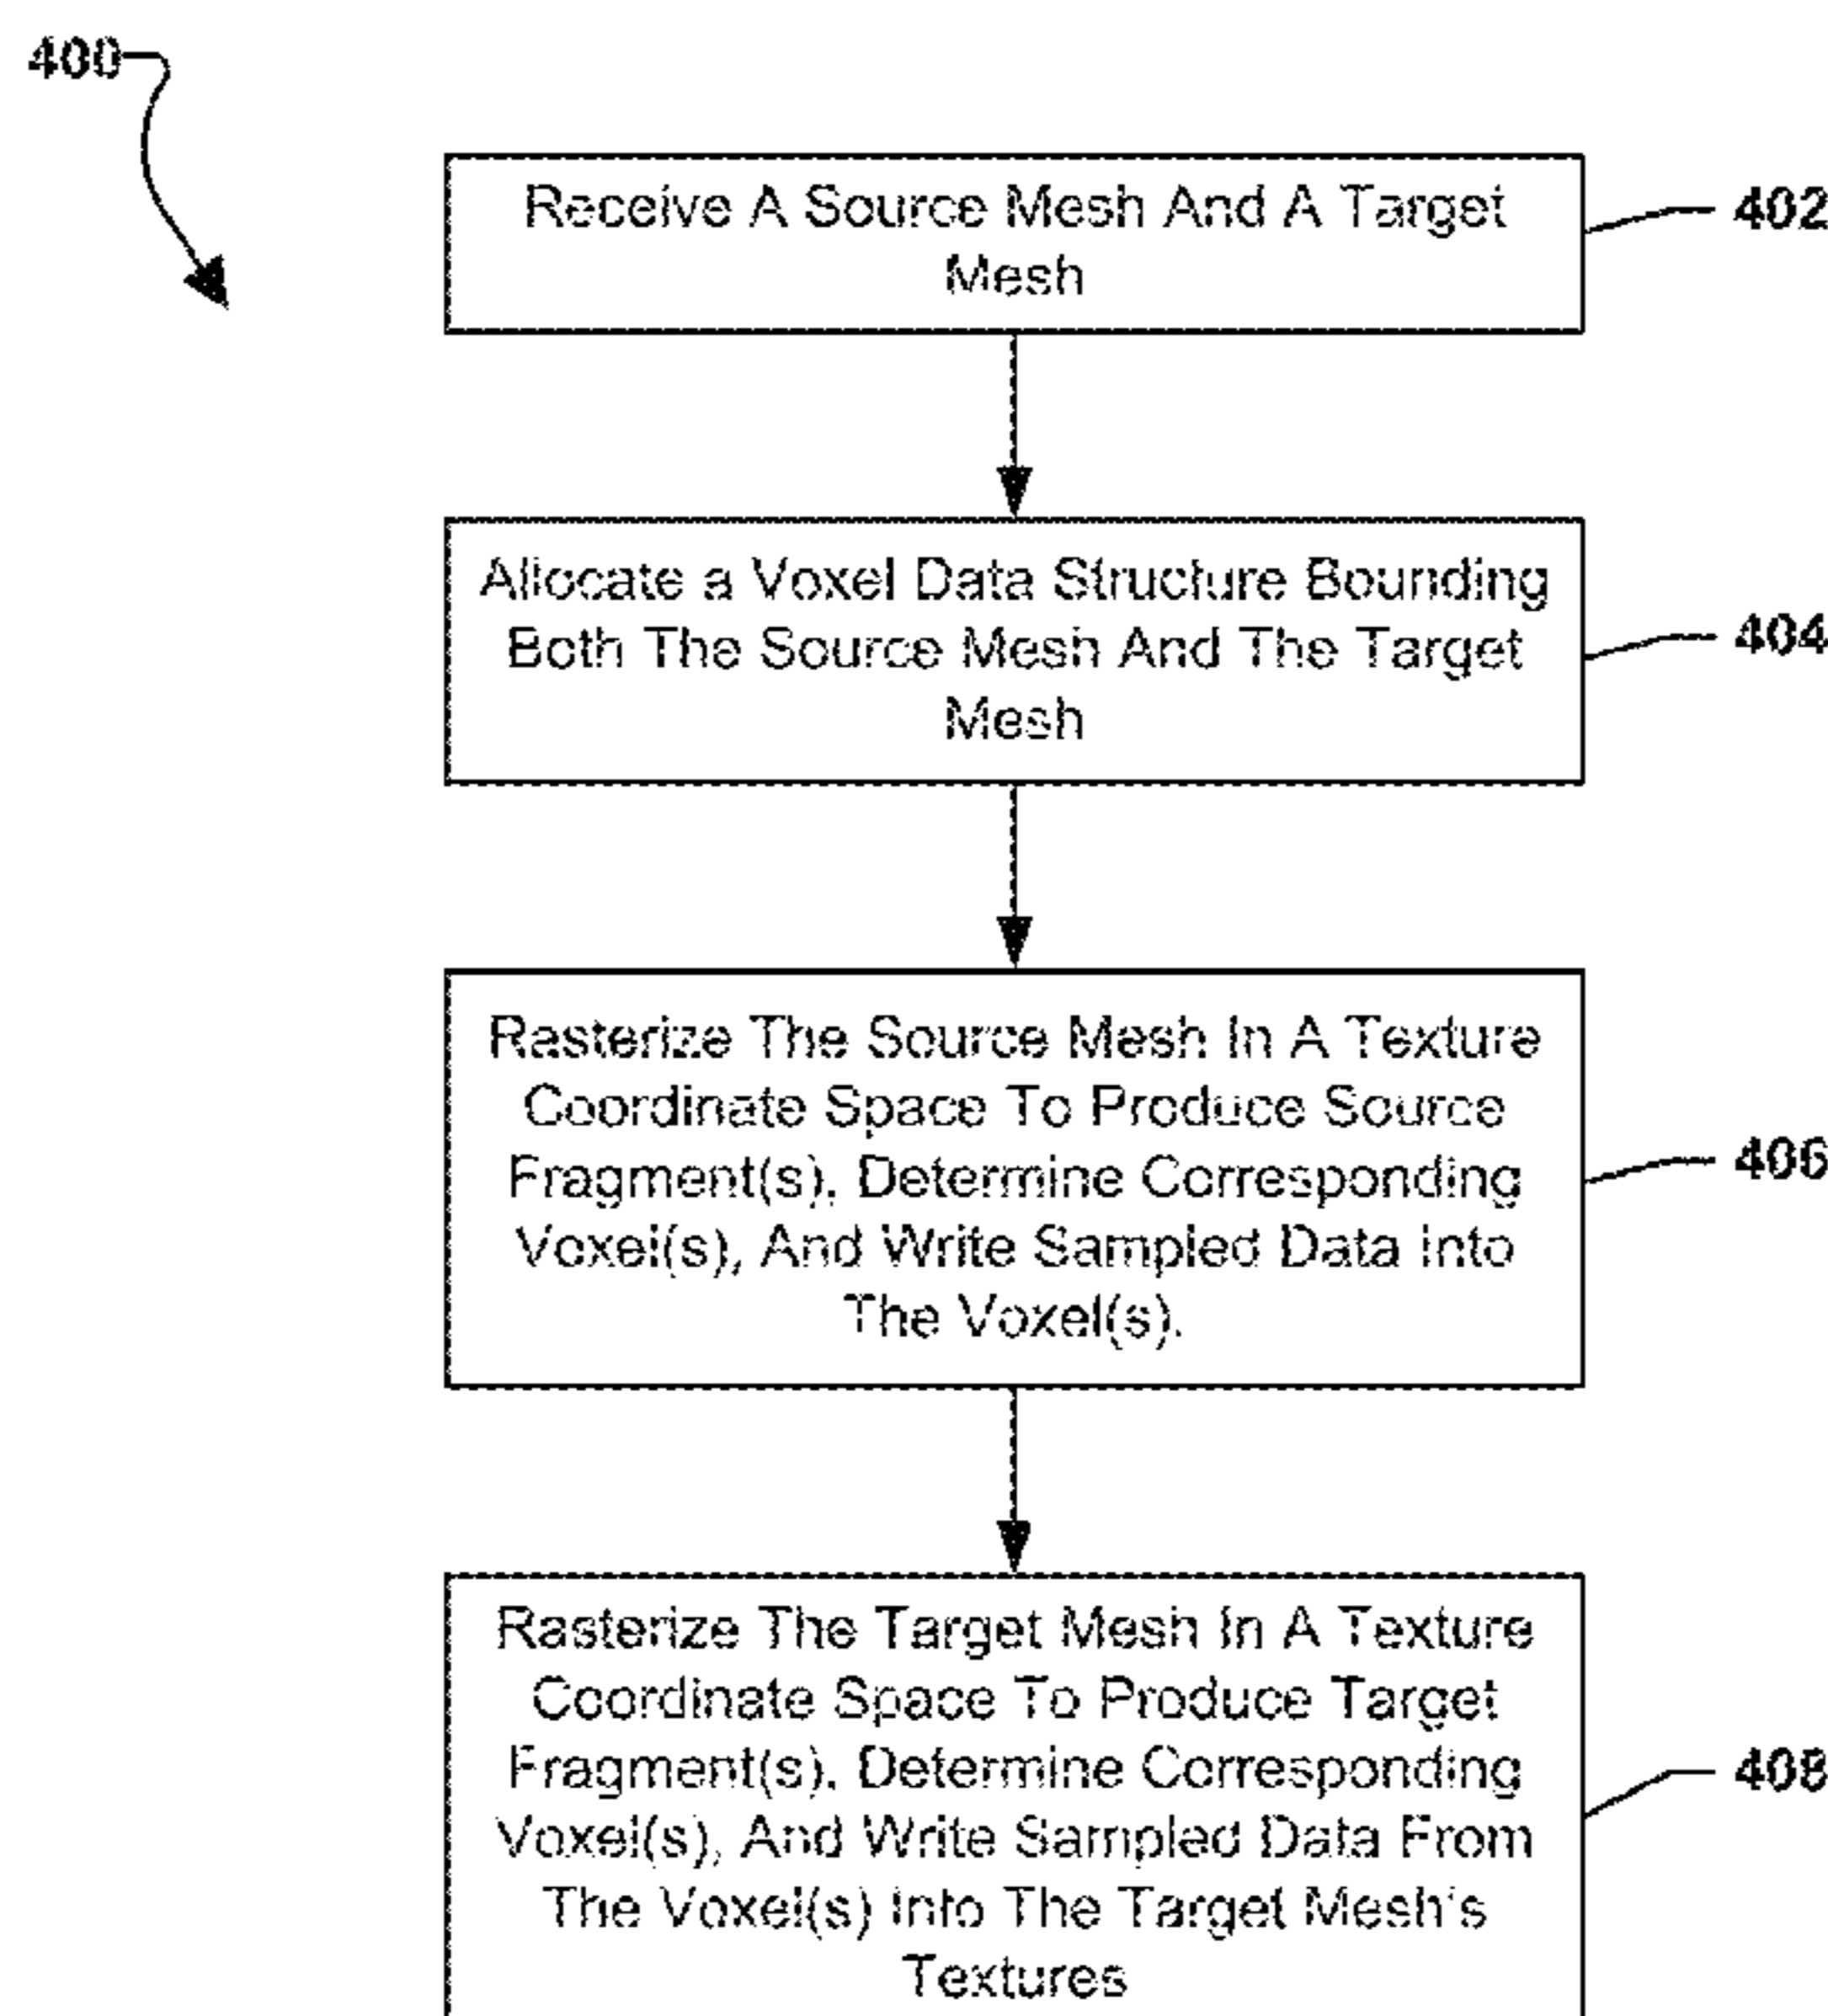 400
Receive A Source Mesh And A Target
Mesh
402
Allocate a Voxel Data Structure Bounding
Both The Source Mesh And The Target
Mesh
404
Rasterize The Source Mesh In A Texture
Coordinate Space To Produce Source
Fragment(s), Determine Corresponding
Voxel(s), And Write Sampled Data Into
The Voxel(s).
406
Rasterize The Target Mesh In A Texture
Coordinate Space To Produce Target
Fragment(s), Determine Corresponding
Voxel(s), And Write Sampled Data From
The Voxel(s) Into The Target Mesh's
Textures
408